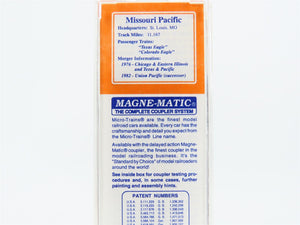 Missouri Pacific
Headquarters: St. Louis, MO
Track Miles: 11,167
Passenger Trains:
"Texas Eagle"
"Colorado Eagle"
Merger Information
1976 - Chicago & Eastern Illinois
and Texas & Pacific
1982 - Union Pacific (successor)
MAGNE-MATIC®
THE COMPLETE COUPLER SYSTEM
Micro-Trains® are the finest model
railroad cars available. Every car has the
craftsmanship and detail you expect from
the Micro-Trains® Line name.
Available with the delayed action Magne-
Matic® coupler, the finest coupler in the
model railroading business. It's the
"Standard by Choice" of model railroaders
around the world.
See inside box for coupler testing proce-
dures and, in some cases, further
painting and assembly hints.
PATENT NUMBERS